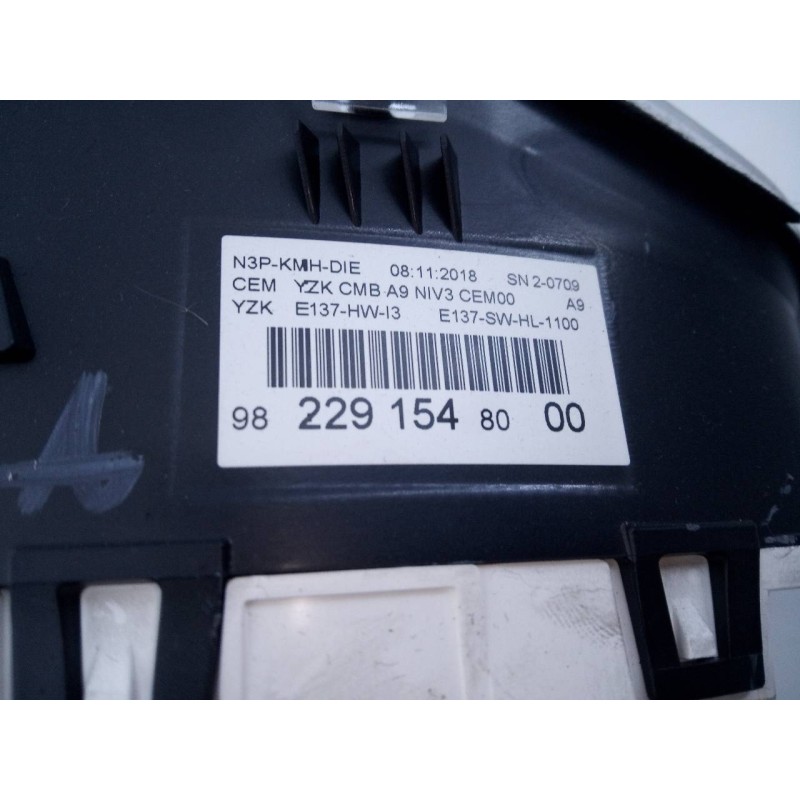 N3P-KMH-DIE 08:11:2018 SN 2-0709
CEM YZK CMB A9 NIV3 CEM00 A9
YZK E137-HW-I3 E137-SW-HL-1100
98 229 154 80 00